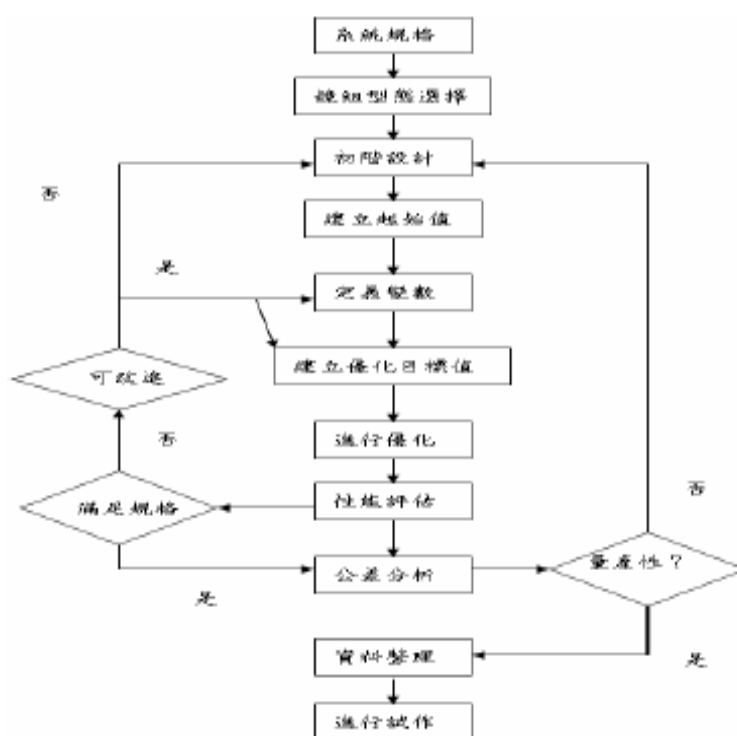 系統規格
鏡組型態選擇
初階設計
否
建立起始值
是
定義變數
建立優化目標值
可改進
進行優化
否
滿足規格
性能評估
否
公差分析
量產性？
是
資料整理
是
進行試作